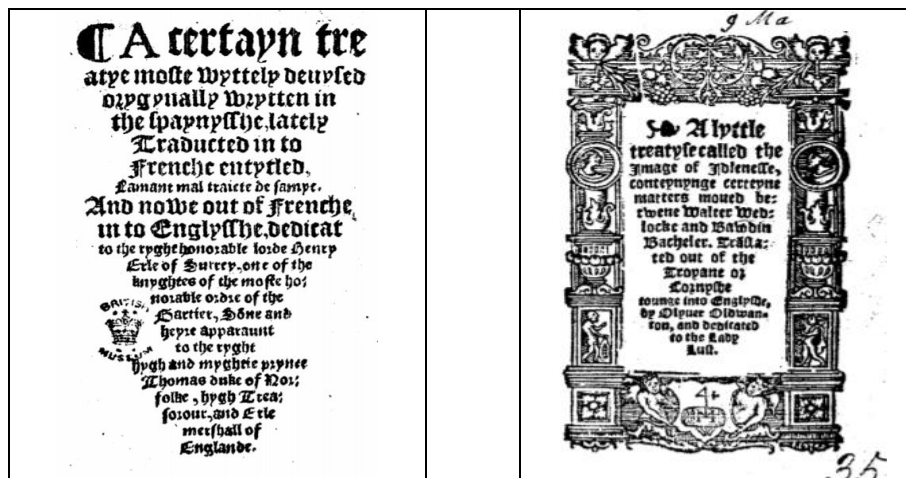 ¶ A certayn tre
atye moſte wyttely deuyſed
orygynally wrytten in
the ſpaynyſſhe, lately
Traducted in to
Frenche entytled,
Lamant mal traicte de ſamye.
And nowe out of Frenche,
in to Englyſſhe, dedicat
to the ryght honorable lorde Henry
Erle of Surrey, one of the
knyghtes of the moſte ho⸗
norable ordre of the
Gartier, Sõne and
heyre apparaunt
to the ryght
hygh and myghtie prynce
Thomas duke of Nor⸗
folke, hygh Trea⸗
ſorour, and Erle
merſhall of
Englande.
BRITISH
MUSEUM
9 Ma
A lyttle
treatyſe called the
Image of Idleneſſe,
conteynynge certeyne
matters moued be⸗
twene Walter Wed⸗
locke and Bawdin
Bacheler. Trãſla⸗
ted out of the
Troyane or
Cornyſhe
tounge into Englyſhe,
by Olyuer Oldwan⸗
ton, and dedicated
to the Lady
Luſt.
35